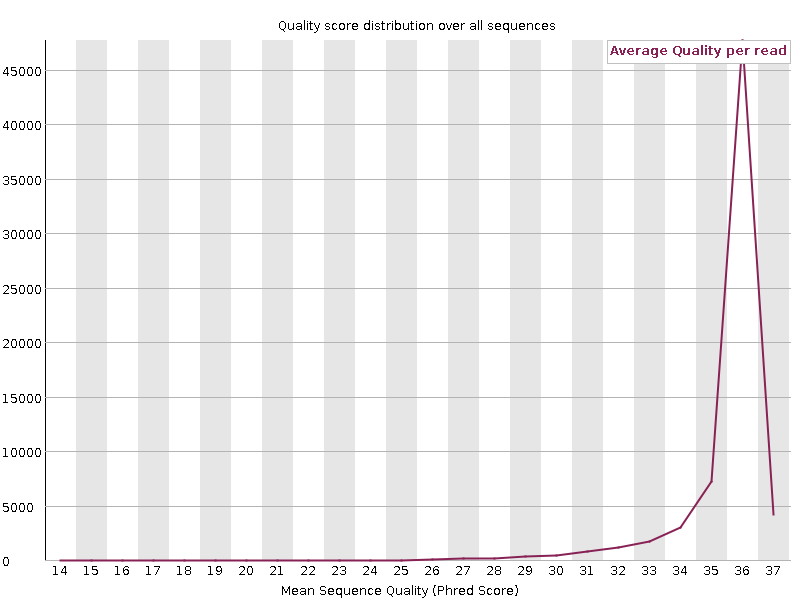 Quality score distribution over all sequences
Average Quality per read
45000
40000
35000
30000
25000
20000
15000
10000
5000
0
14 15 16 17 18 19 20 21 22 23 24 25 26 27 28 29 30 31 32 33 34 35 36 37
Mean Sequence Quality (Phred Score)